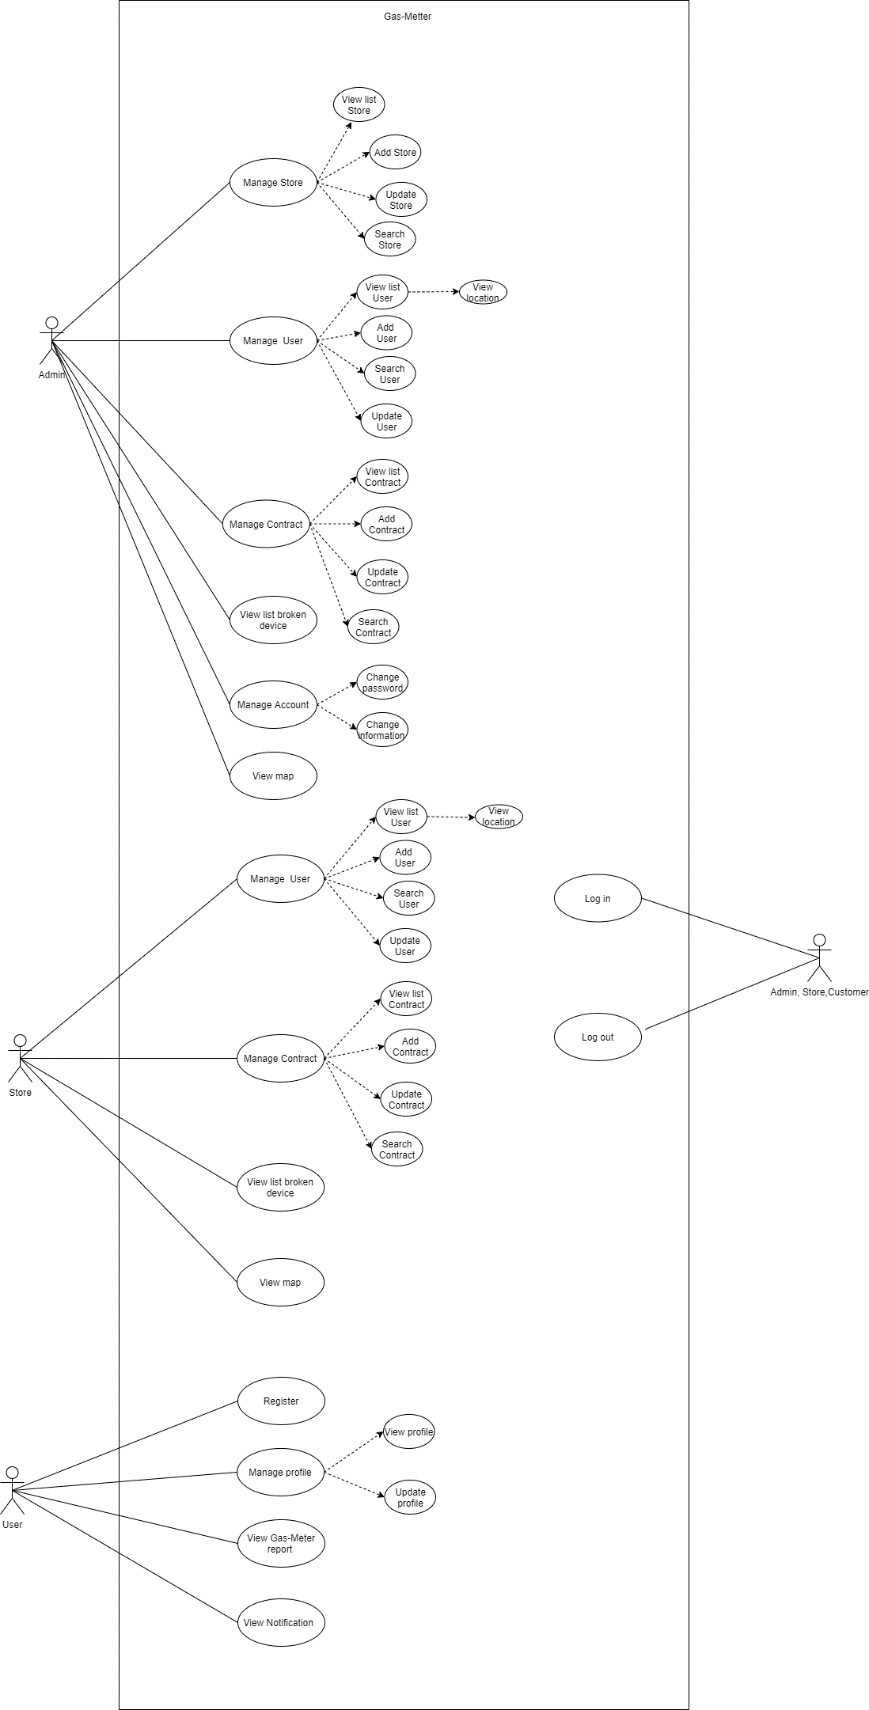 Gas-Metter
View list
Store
Add Store
Manage Store
Update
Store
Search
Store
View list
User
View
location
Add
User
Manage  User
Search
User
Admin
Update
User
View list
Contract
Manage Contract
Add
Contract
Update
Contract
View list broken
device
Search
Contract
Change
password
Manage Account
Change
information
View map
View list
User
View
location
Add
User
Manage  User
Search
User
Log in
Update
User
Admin, Store,Customer
View list
Contract
Log out
Add
Contract
Manage Contract
Store
Update
Contract
Search
Contract
View list broken
device
View map
Register
View profile
Manage profile
Update
profile
User
View Gas-Meter
report
View Notification